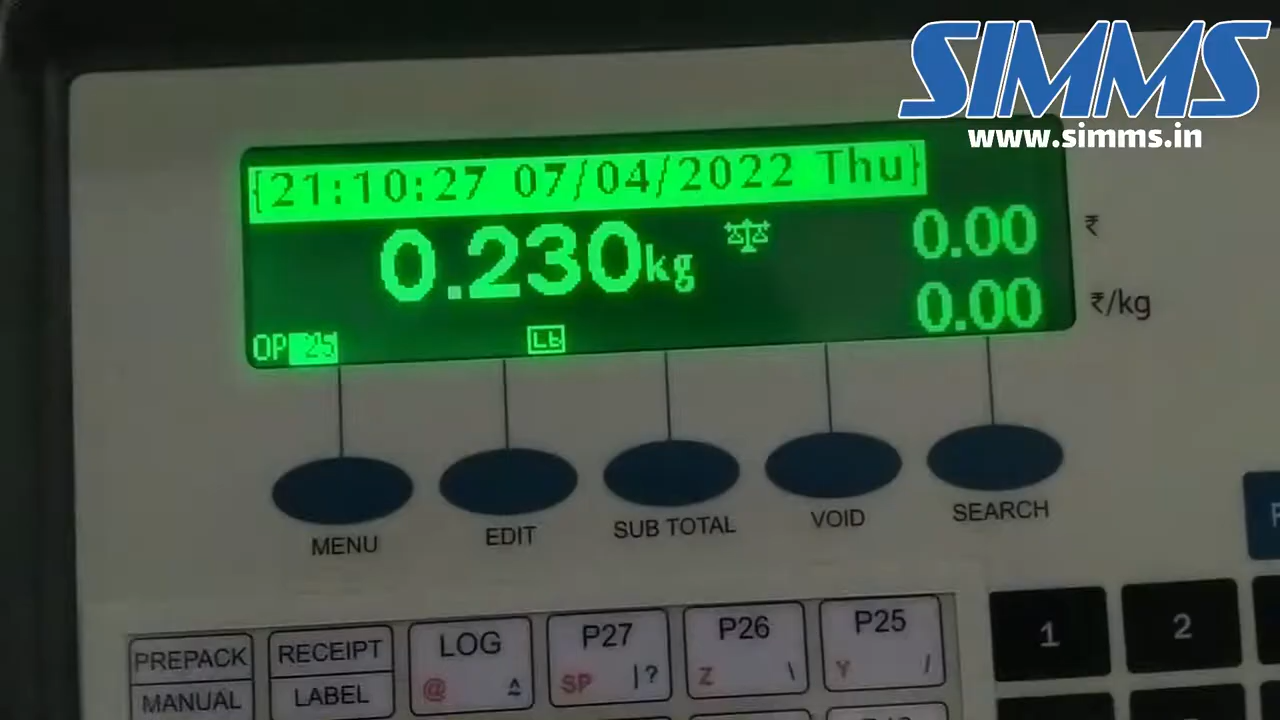 SIMMS
www.simms.in
{21:10:27 07/04/2022 Thu}
0.230kg
0.00 ₹
0.00 ₹/kg
OP 25
Lb
MENU
EDIT
SUB TOTAL
VOID
SEARCH
PREPACK
MANUAL
RECEIPT
LABEL
LOG
@ ^
P27
SP |?
P26
Z \
P25
Y /
1
2